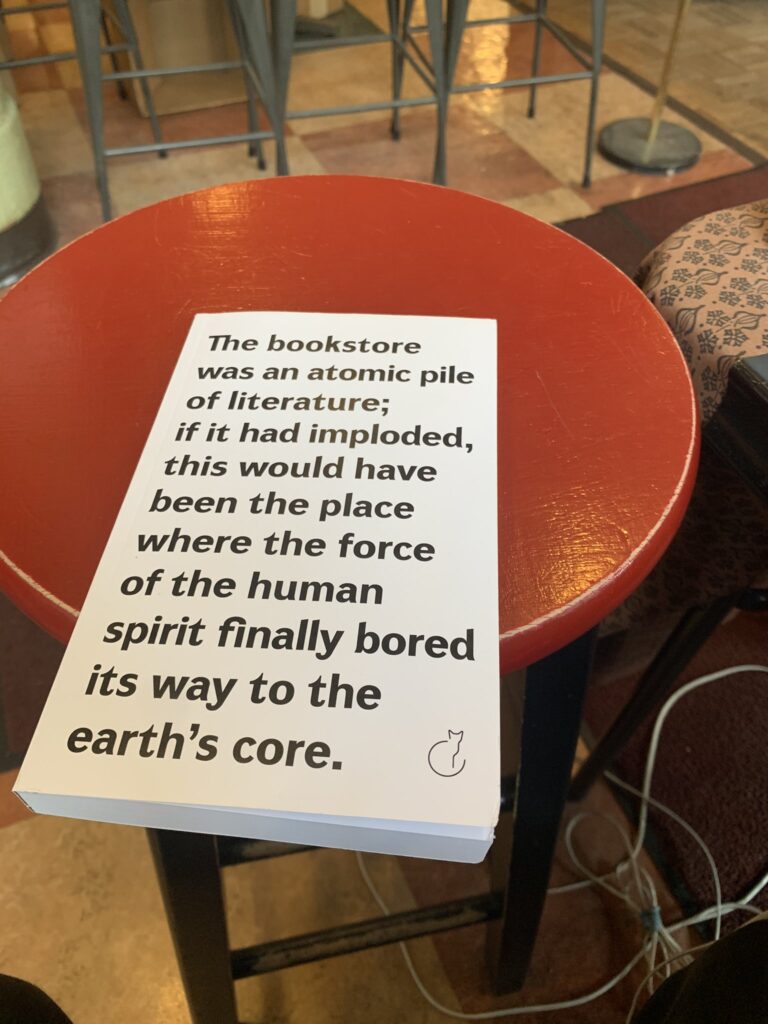 The bookstore
was an atomic pile
of literature;
if it had imploded,
this would have
been the place
where the force
of the human
spirit finally bored
its way to the
earth’s core.